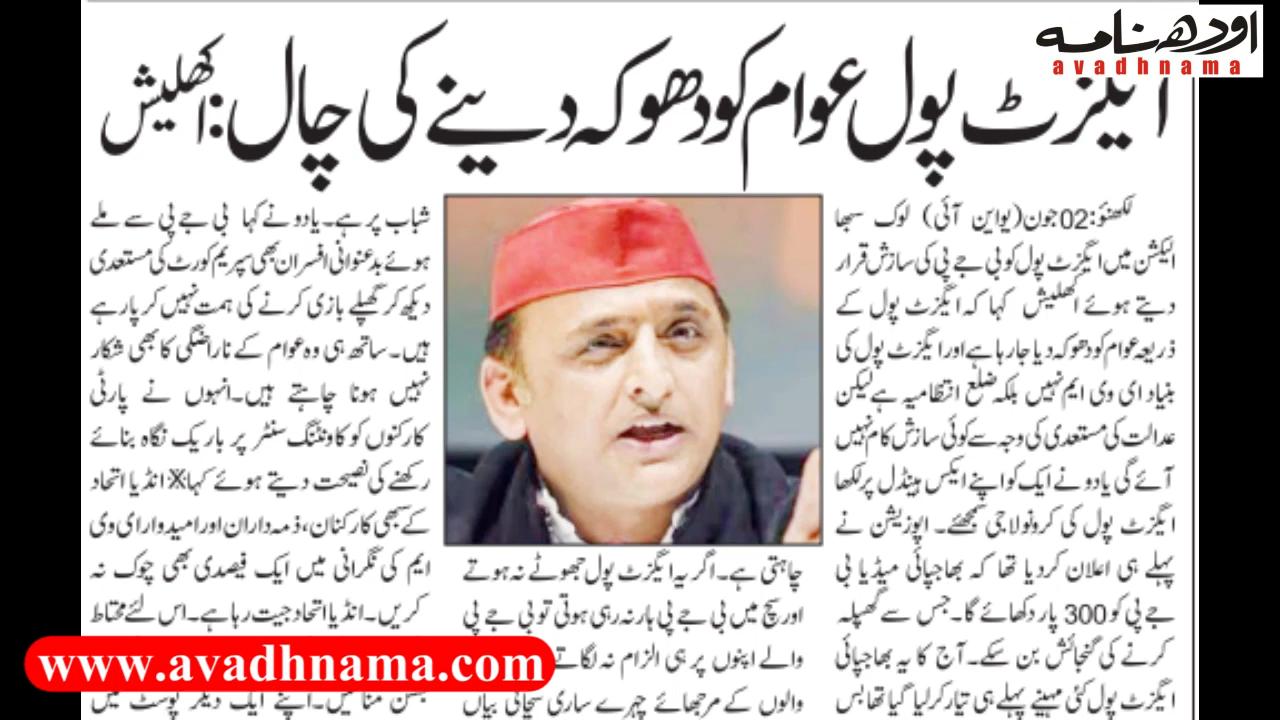 اودھ نامہ
avadhnama
ایگزٹ پول عوام کو دھوکہ دینے کی چال: اکھلیش
لکھنؤ:02جون(یواین آئی) لوک سبھا
الیکشن میں ایگزٹ پول کو بی جے پی کی سازش قرار
دیتے ہوئے اکھلیش کہا کہ ایگزٹ پول کے
ذریعہ عوام کو دھوکہ دیا جا رہا ہے اور ایگزٹ پول کی
بنیاد ای وی ایم نہیں بلکہ ضلع انتظامیہ ہے لیکن
عدالت کی مستعدی کی وجہ سے کوئی سازش کام نہیں
آئے گی یادو نے ایک کو اپنے ایکس ہینڈل پر لکھا
ایگزٹ پول کی کرونولاجی سمجھئے۔ اپوزیشن نے
پہلے ہی اعلان کر دیا تھا کہ بھاجپائی میڈیا بی
جے پی کو 300 پار دکھائے گا۔ جس سے گھپلہ
کرنے کی گنجائش بن سکے۔ آج کا یہ بھاجپائی
ایگزٹ پول کئی مہینے پہلے ہی تیار کر لیا گیا تھا بس
چاہتی ہے۔ اگر یہ ایگزٹ پول جھوٹے نہ ہوتے
اور سچ میں بی جے پی ہار نہ رہی ہوتی تو بی جے پی
والے اپنوں پر ہی الزام نہ لگاتے
والوں کے مرجھائے چہرے ساری سچائی بیاں
شباب پر ہے۔ یادو نے کہا بی جے پی سے ملے
ہوئے بدعنوانی افسران بھی سپریم کورٹ کی مستعدی
دیکھ کر گھپلے بازی کرنے کی ہمت نہیں کر پا رہے
ہیں۔ ساتھ ہی وہ عوام کے ناراضگی کا بھی شکار
نہیں ہونا چاہتے ہیں۔انہوں نے پارٹی
کارکنوں کو کاونٹنگ سنٹر پر باریک نگاہ بنائے
رکھنے کی نصیحت دیتے ہوئے کہا※انڈیا اتحاد
کے سبھی کارکنان، ذمہ داران اور امیدوار ای وی
ایم کی نگرانی میں ایک فیصدی بھی چوک نہ
کریں۔ انڈیا اتحاد جیت رہا ہے۔ اس لئے محتاط
جشن منائیں۔ اپنے ایک دیگر پوسٹ میں
www.avadhnama.com